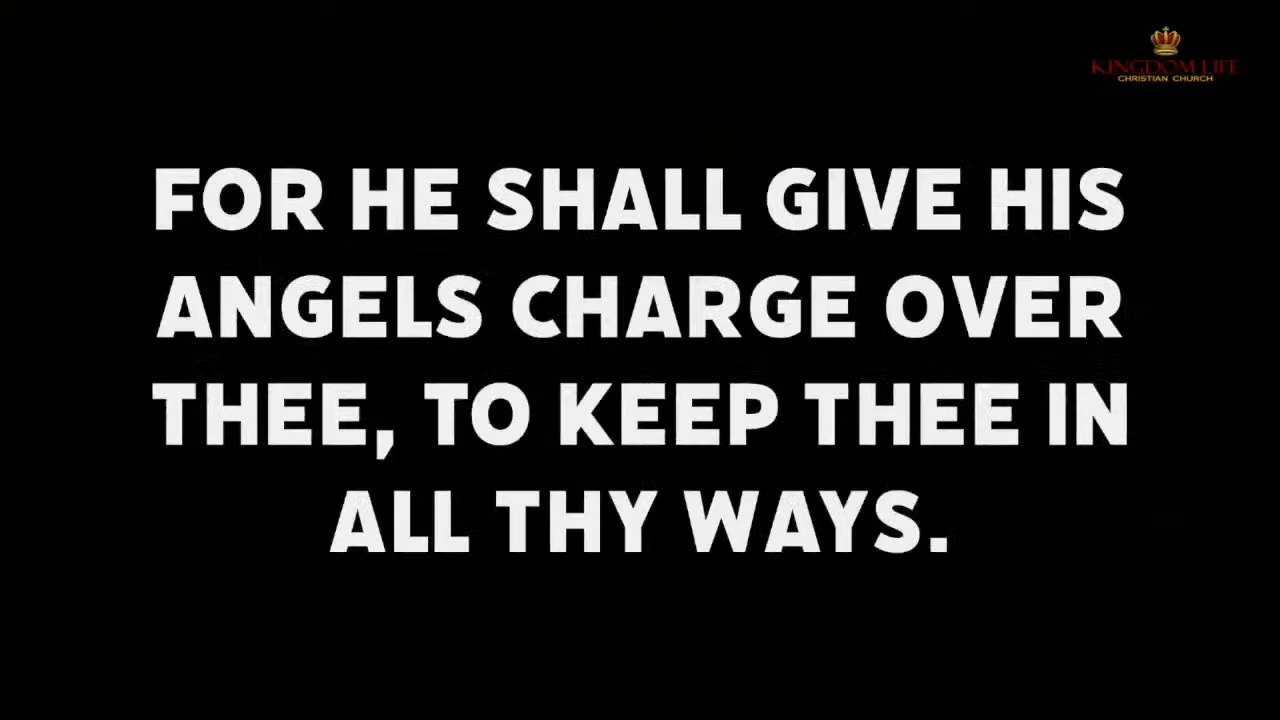 KINGDOM LIFE
CHRISTIAN CHURCH
FOR HE SHALL GIVE HIS
ANGELS CHARGE OVER
THEE, TO KEEP THEE IN
ALL THY WAYS.